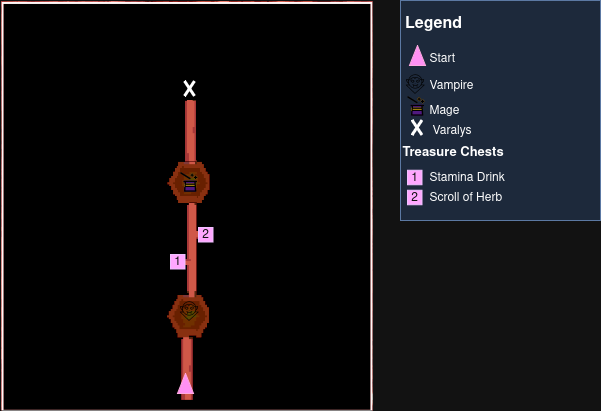 Legend
Start
Vampire
Mage
X Varalys
Treasure Chests
1 Stamina Drink
2 Scroll of Herb
X
2
1